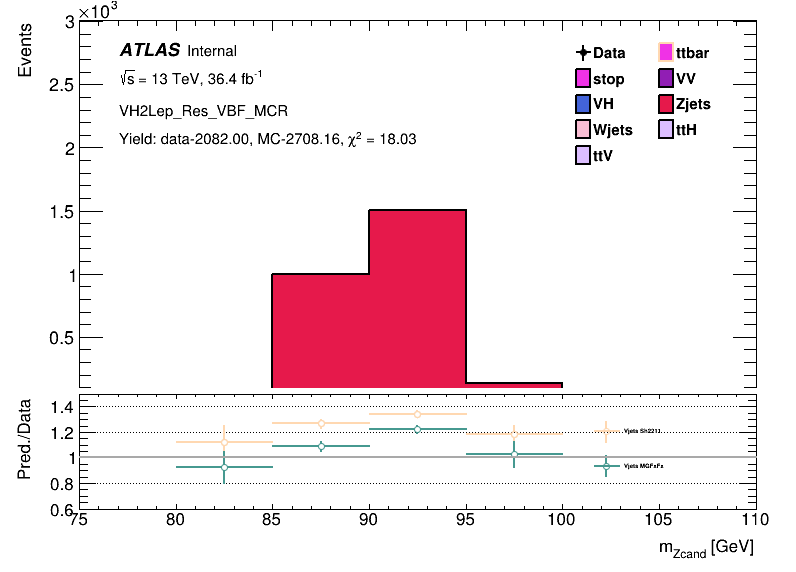 ×10³
Events
3
2.5
2
1.5
1
0.5
ATLAS Internal
√s = 13 TeV, 36.4 fb⁻¹
VH2Lep_Res_VBF_MCR
Yield: data-2082.00, MC-2708.16, χ² = 18.03
Data
ttbar
stop
VV
VH
Zjets
Wjets
ttH
ttV
Pred./Data
1.4
1.2
1
0.8
0.6
Vjets Sh2211
Vjets MGFxFx
75 80 85 90 95 100 105 110
m_Zcand [GeV]